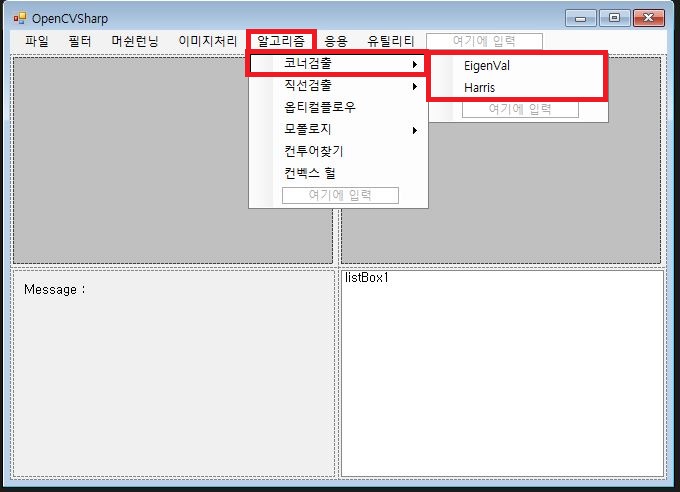 OpenCVSharp
파일 필터 머쉰런닝 이미지처리 알고리즘 응용 유틸리티 여기에 입력
코너검출
직선검출
옵티컬플로우
모폴로지
컨투어찾기
컨벡스 헐
여기에 입력
EigenVal
Harris
여기에 입력
Message :
listBox1